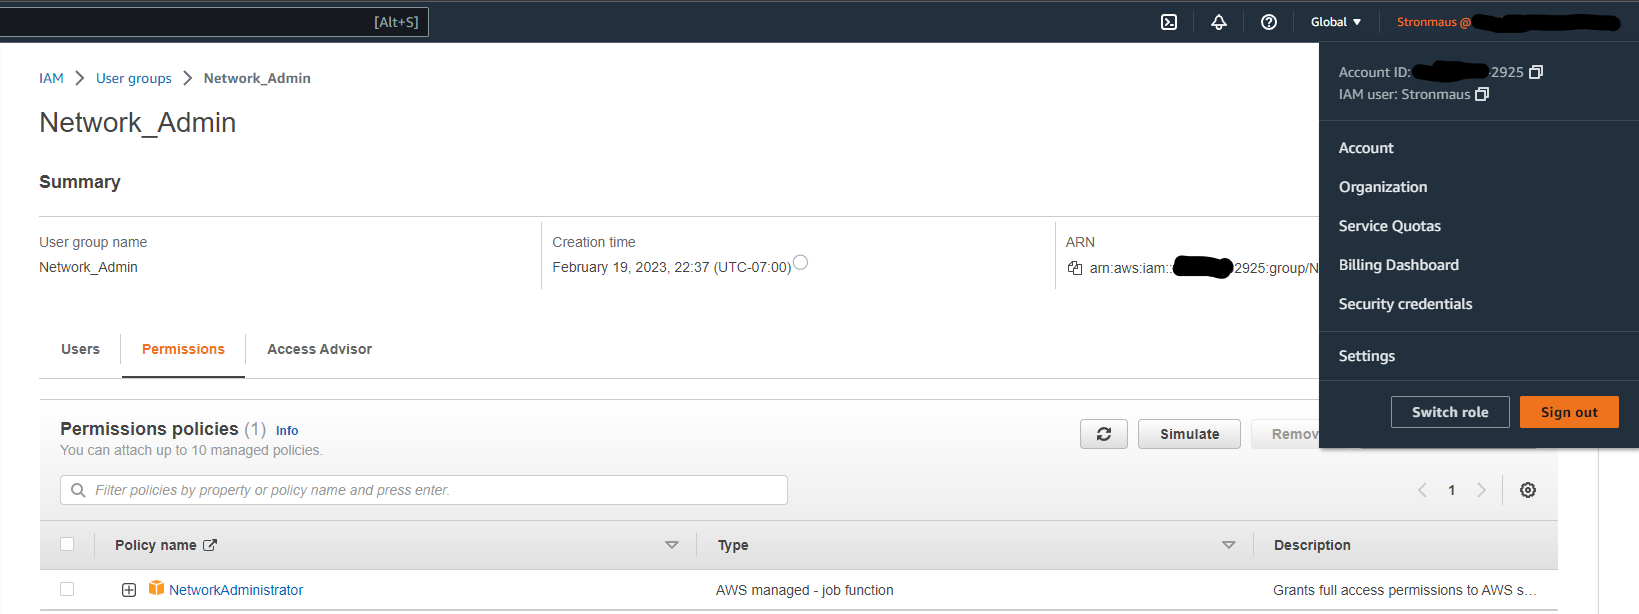 [Alt+S]
Global
Stronmaus @
Account ID: -2925
IAM user: Stronmaus
Account
Organization
Service Quotas
Billing Dashboard
Security credentials
Settings
Switch role
Sign out
IAM > User groups > Network_Admin
Network_Admin
Summary
User group name
Network_Admin
Creation time
February 19, 2023, 22:37 (UTC-07:00)
ARN
arn:aws:iam:: 2925:group/N
Users
Permissions
Access Advisor
Permissions policies (1) Info
You can attach up to 10 managed policies.
Simulate
Remov
Filter policies by property or policy name and press enter.
1
Policy name
Type
Description
NetworkAdministrator
AWS managed - job function
Grants full access permissions to AWS s...